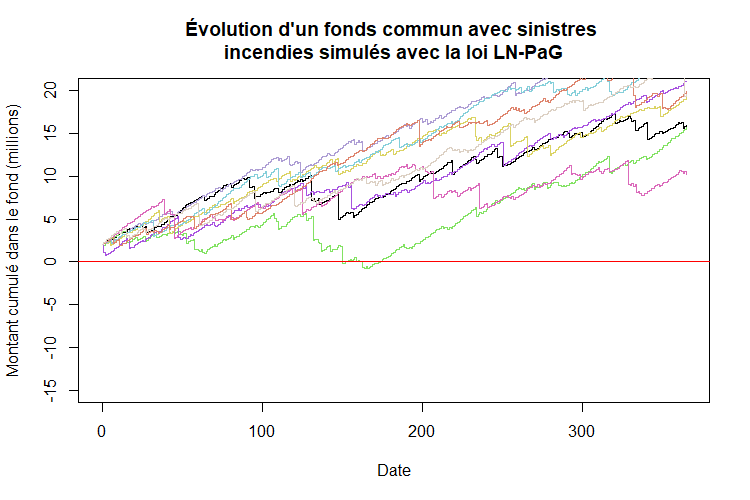 Évolution d'un fonds commun avec sinistres
incendies simulés avec la loi LN-PaG
Montant cumulé dans le fond (millions)
20
15
10
5
0
-5
-10
-15
0 100 200 300
Date